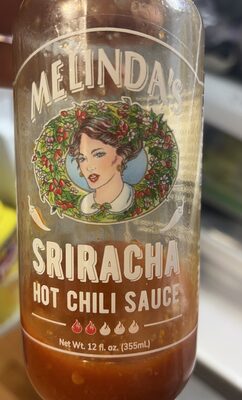 MELINDA'S
SRIRACHA
HOT CHILI SAUCE
Net Wt. 12 fl. oz. (355mL)